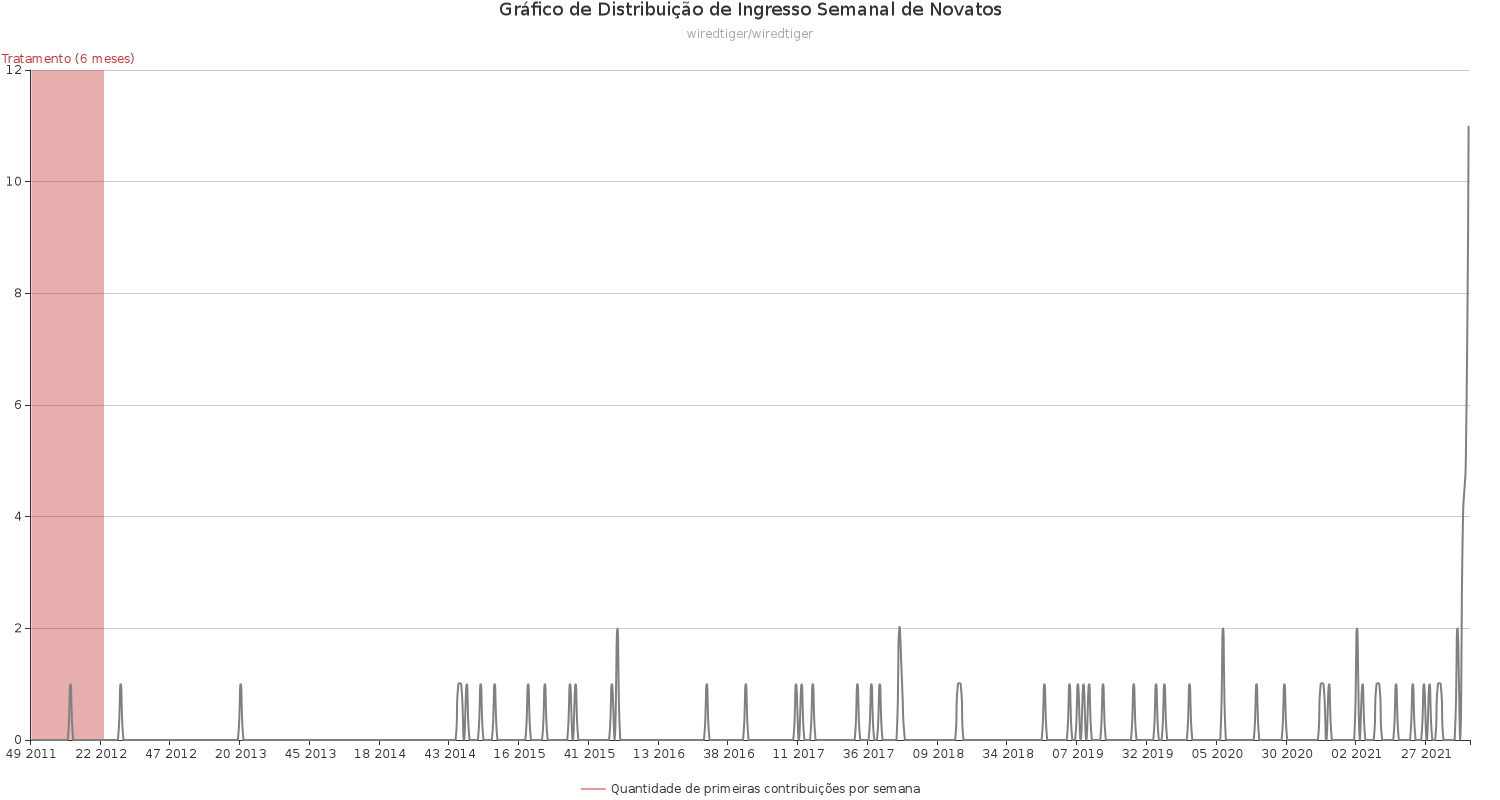 Gráfico de Distribuição de Ingresso Semanal de Novatos
wiredtiger/wiredtiger
Tratamento (6 meses)
12
10
8
6
4
2
0
49 2011 22 2012 47 2012 20 2013 45 2013 18 2014 43 2014 16 2015 41 2015 13 2016 38 2016 11 2017 36 2017 09 2018 34 2018 07 2019 32 2019 05 2020 30 2020 02 2021 27 2021
Quantidade de primeiras contribuições por semana